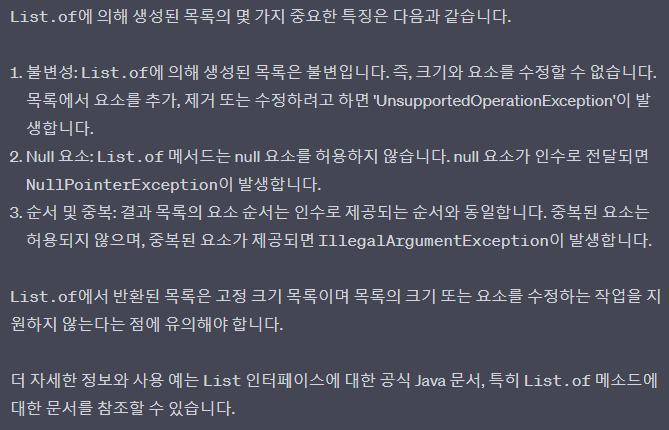 List.of에 의해 생성된 목록의 몇 가지 중요한 특징은 다음과 같습니다.
1. 불변성: List.of에 의해 생성된 목록은 불변입니다. 즉, 크기와 요소를 수정할 수 없습니다.
목록에서 요소를 추가, 제거 또는 수정하려고 하면 'UnsupportedOperationException'이 발
생합니다.
2. Null 요소: List.of 메서드는 null 요소를 허용하지 않습니다. null 요소가 인수로 전달되면
NullPointerException이 발생합니다.
3. 순서 및 중복: 결과 목록의 요소 순서는 인수로 제공되는 순서와 동일합니다. 중복된 요소는
허용되지 않으며, 중복된 요소가 제공되면 IllegalArgumentException이 발생합니다.
List.of에서 반환된 목록은 고정 크기 목록이며 목록의 크기 또는 요소를 수정하는 작업을 지
원하지 않는다는 점에 유의해야 합니다.
더 자세한 정보와 사용 예는 List 인터페이스에 대한 공식 Java 문서, 특히 List.of 메소드에
대한 문서를 참조할 수 있습니다.